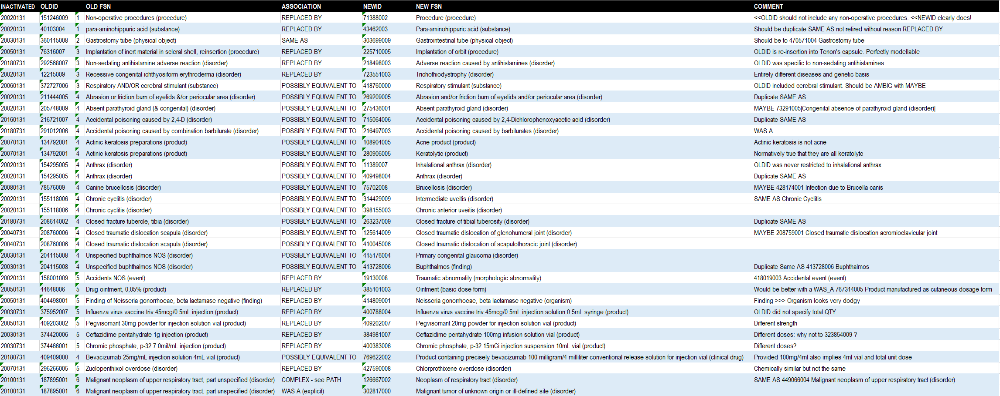 INACTIVATED OLDID OLD FSN ASSOCIATION NEWID NEW FSN COMMENT
20020131 151246009 1 Non-operative procedures (procedure) REPLACED BY 71388002 Procedure (procedure) <<OLDID should not include any non-operative procedures. <<NEWID clearly does!
20020131 40103004 1 para-aminohippuric acid (substance) REPLACED BY 43462003 Para-aminohippuric acid (substance) Should be duplicate SAME AS not retired without reason REPLACED BY
20030131 360115008 2 Gastrostomy tube (physical object) SAME AS 303699009 Gastrointestinal tube (physical object) Should be to 470571004 Gastrostomy tube
20050131 76316007 3 Implantation of inert material in scleral shell, reinsertion (procedure) REPLACED BY 225710005 Implantation of orbit (procedure) OLDID is re-insertion into Tenon's capsule. Perfectly modellable
20180731 292568007 3 Non-sedating antihistamine adverse reaction (disorder) REPLACED BY 218498003 Adverse reaction caused by antihistamines (disorder) OLDID was specific to non-sedating antihistamines
20020131 12215009 3 Recessive congenital ichthyosiform erythroderma (disorder) REPLACED BY 723551003 Trichothiodystrophy (disorder) Entirely different diseases and genetic basis
20060131 372727006 3 Respiratory AND/OR cerebral stimulant (substance) POSSIBLY EQUIVALENT TO 418760000 Respiratory stimulant (substance) OLDID included cerebral stimulant. Should be AMBIG with MAYBE
20020131 211444005 4 Abrasion or friction burn of eyelids &/or periocular area (disorder) POSSIBLY EQUIVALENT TO 269209005 Abrasion and/or friction burn of eyelids and/or periocular area (disorder) Duplicate SAME AS
20020131 205748009 4 Absent parathyroid gland (& congenital) (disorder) POSSIBLY EQUIVALENT TO 275436001 Absent parathyroid gland (disorder) MAYBE 73291005|Congenital absence of parathyroid gland (disorder)|
20160131 216721007 4 Accidental poisoning caused by 2,4-D (disorder) POSSIBLY EQUIVALENT TO 715064006 Accidental poisoning caused by 2,4-Dichlorophenoxyacetic acid (disorder) Duplicate SAME AS
20180731 291012006 4 Accidental poisoning caused by combination barbiturate (disorder) POSSIBLY EQUIVALENT TO 216497003 Accidental poisoning caused by barbiturates (disorder) WAS A
20070131 134792001 4 Actinic keratosis preparations (product) POSSIBLY EQUIVALENT TO 108904005 Acne product (product) Actinic keratosis is not acne
20070131 134792001 4 Actinic keratosis preparations (product) POSSIBLY EQUIVALENT TO 280906005 Keratolytic (product) Normatively true that they are all keratolytc
20020131 154295005 4 Anthrax (disorder) POSSIBLY EQUIVALENT TO 11389007 Inhalational anthrax (disorder) OLDID was never restricted to inhalational anthrax
20020131 154295005 4 Anthrax (disorder) POSSIBLY EQUIVALENT TO 409498004 Anthrax (disorder) Duplicate SAME AS
20080131 78576009 4 Canine brucellosis (disorder) POSSIBLY EQUIVALENT TO 75702008 Brucellosis (disorder) MAYBE 428174001 Infection due to Brucella canis
20020131 155118006 4 Chronic cyclitis (disorder) POSSIBLY EQUIVALENT TO 314429009 Intermediate uveitis (disorder) SAME AS Chronic Cyclitis
20020131 155118006 4 Chronic cyclitis (disorder) POSSIBLY EQUIVALENT TO 398155003 Chronic anterior uveitis (disorder)
20180731 208614002 4 Closed fracture tubercle, tibia (disorder) POSSIBLY EQUIVALENT TO 263237009 Closed fracture of tibial tuberosity (disorder) Duplicate SAME AS
20040731 208760006 4 Closed traumatic dislocation scapula (disorder) POSSIBLY EQUIVALENT TO 125614009 Closed traumatic dislocation of glenohumeral joint (disorder) MAYBE 208759001 Closed traumatic dislocation acromioclavicular joint
20040731 208760006 4 Closed traumatic dislocation scapula (disorder) POSSIBLY EQUIVALENT TO 410045006 Closed traumatic dislocation of scapulothoracic joint (disorder)
20030131 204115008 4 Unspecified buphthalmos NOS (disorder) POSSIBLY EQUIVALENT TO 415176004 Primary congenital glaucoma (disorder)
20030131 204115008 4 Unspecified buphthalmos NOS (disorder) POSSIBLY EQUIVALENT TO 413728006 Buphthalmos (finding) Duplicate Same AS 413728006 Buphthalmos
20020131 158001009 5 Accidents NOS (event) REPLACED BY 19130008 Traumatic abnormality (morphologic abnormality) 418019003 Accidental event (event)
20050131 44648006 5 Drug ointment, 0,05% (product) REPLACED BY 385101003 Ointment (basic dose form) Would be better with a WAS_A 767314005 Product manufactured as cutaneous dosage form
20050131 404498001 5 Finding of Neisseria gonorrhoeae, beta lactamase negative (finding) REPLACED BY 414809001 Neisseria gonorrhoeae, beta lactamase negative (organism) Finding >>> Organism looks very dodgy
20030731 375952007 5 Influenza virus vaccine triv 45mcg/0.5mL injection (product) REPLACED BY 400788004 Influenza virus vaccine triv 45mcg/0.5mL injection solution 0.5mL syringe (product) OLDID did not specify total QTY
20050131 409203002 5 Pegvisomant 30mg powder for injection solution vial (product) REPLACED BY 409202007 Pegvisomant 20mg powder for injection solution vial (product) Different strength
20030131 374420006 5 Ceftazidime pentahydrate 1g injection (product) REPLACED BY 384981007 Ceftazidime pentahydrate 100mg infusion solution vial (product) Different doses: why not to 323854009 ?
20030731 374466001 5 Chromic phosphate, p-32 7.0mil/mL injection (product) REPLACED BY 400383006 Chromic phosphate, p-32 15mCi injection suspension 10mL vial (product) Different doses?
20180731 409409000 4 Bevacizumab 25mg/mL injection solution 4mL vial (product) POSSIBLY EQUIVALENT TO 769622002 Product containing precisely bevacizumab 100 milligram/4 milliliter conventional release solution for injection vial (clinical drug) Provided 100mg/4ml also implies 4ml vial and total unit dose
20070131 296266005 5 Zuclopenthixol overdose (disorder) REPLACED BY 427590008 Chlorprothixene overdose (disorder) Chemically similar but not the same
20100131 187895001 6 Malignant neoplasm of upper respiratory tract, part unspecified (disorder) COMPLEX - see PATH 126667002 Neoplasm of respiratory tract (disorder) SAME AS 449066004 Malignant neoplasm of upper respiratory tract (disorder)
20100131 187895001 6 Malignant neoplasm of upper respiratory tract, part unspecified (disorder) WAS A (explicit) 302817000 Malignant tumor of unknown origin or ill-defined site (disorder)